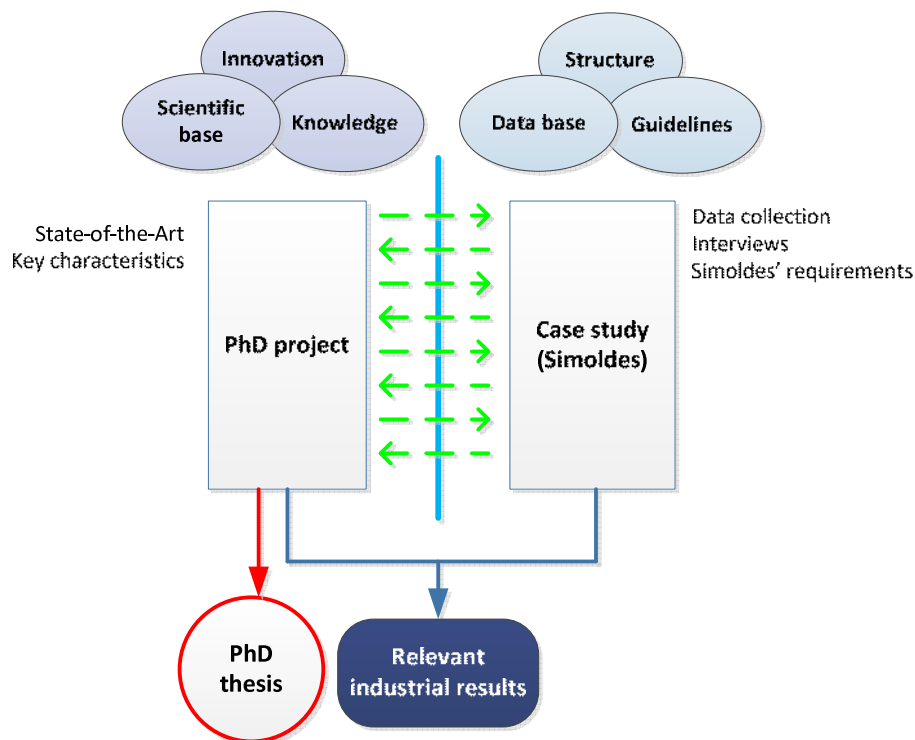 Innovation
Scientific
base
Knowledge
Structure
Data base
Guidelines
State-of-the-Art
Key characteristics
PhD project
Case study
(Simoldes)
Data collection
Interviews
Simoldes' requirements
PhD
thesis
Relevant
industrial results